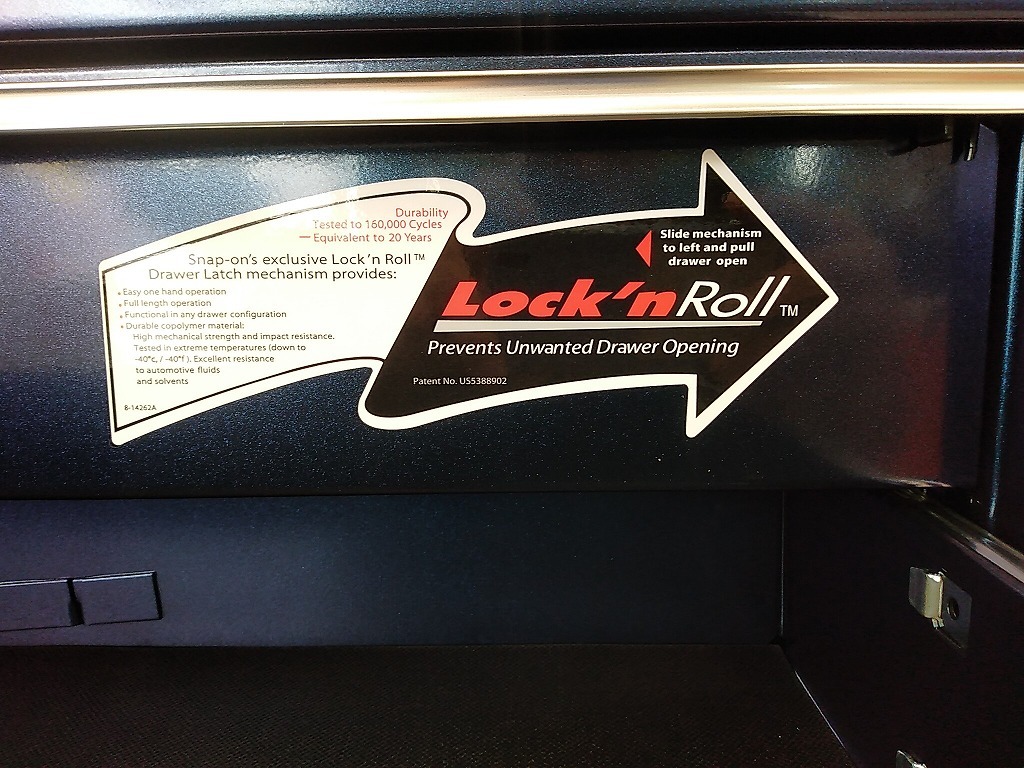 Durability
Tested to 160,000 Cycles
— Equivalent to 20 Years
Snap-on's exclusive Lock'n Roll™
Drawer Latch mechanism provides:
• Easy one hand operation
• Full length operation
• Functional in any drawer configuration
• Durable copolymer material:
High mechanical strength and impact resistance.
Tested in extreme temperatures (down to
-40°c, / -40°f ), Excellent resistance
to automotive fluids
and solvents
8-14262A
Slide mechanism
to left and pull
drawer open
Lock'n Roll™
Prevents Unwanted Drawer Opening
Patent No. US5388902